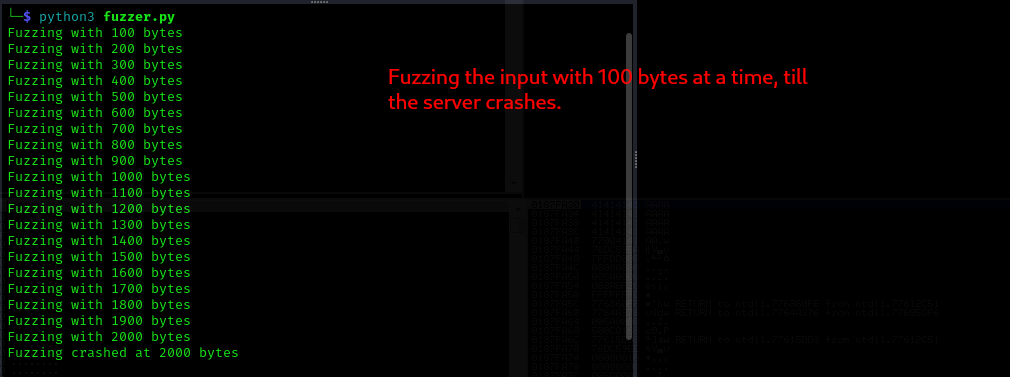 └─$ python3 fuzzer.py
Fuzzing with 100 bytes
Fuzzing with 200 bytes
Fuzzing with 300 bytes
Fuzzing with 400 bytes
Fuzzing with 500 bytes
Fuzzing with 600 bytes
Fuzzing with 700 bytes
Fuzzing with 800 bytes
Fuzzing with 900 bytes
Fuzzing with 1000 bytes
Fuzzing with 1100 bytes
Fuzzing with 1200 bytes
Fuzzing with 1300 bytes
Fuzzing with 1400 bytes
Fuzzing with 1500 bytes
Fuzzing with 1600 bytes
Fuzzing with 1700 bytes
Fuzzing with 1800 bytes
Fuzzing with 1900 bytes
Fuzzing with 2000 bytes
Fuzzing crashed at 2000 bytes
Fuzzing the input with 100 bytes at a time, till
the server crashes.